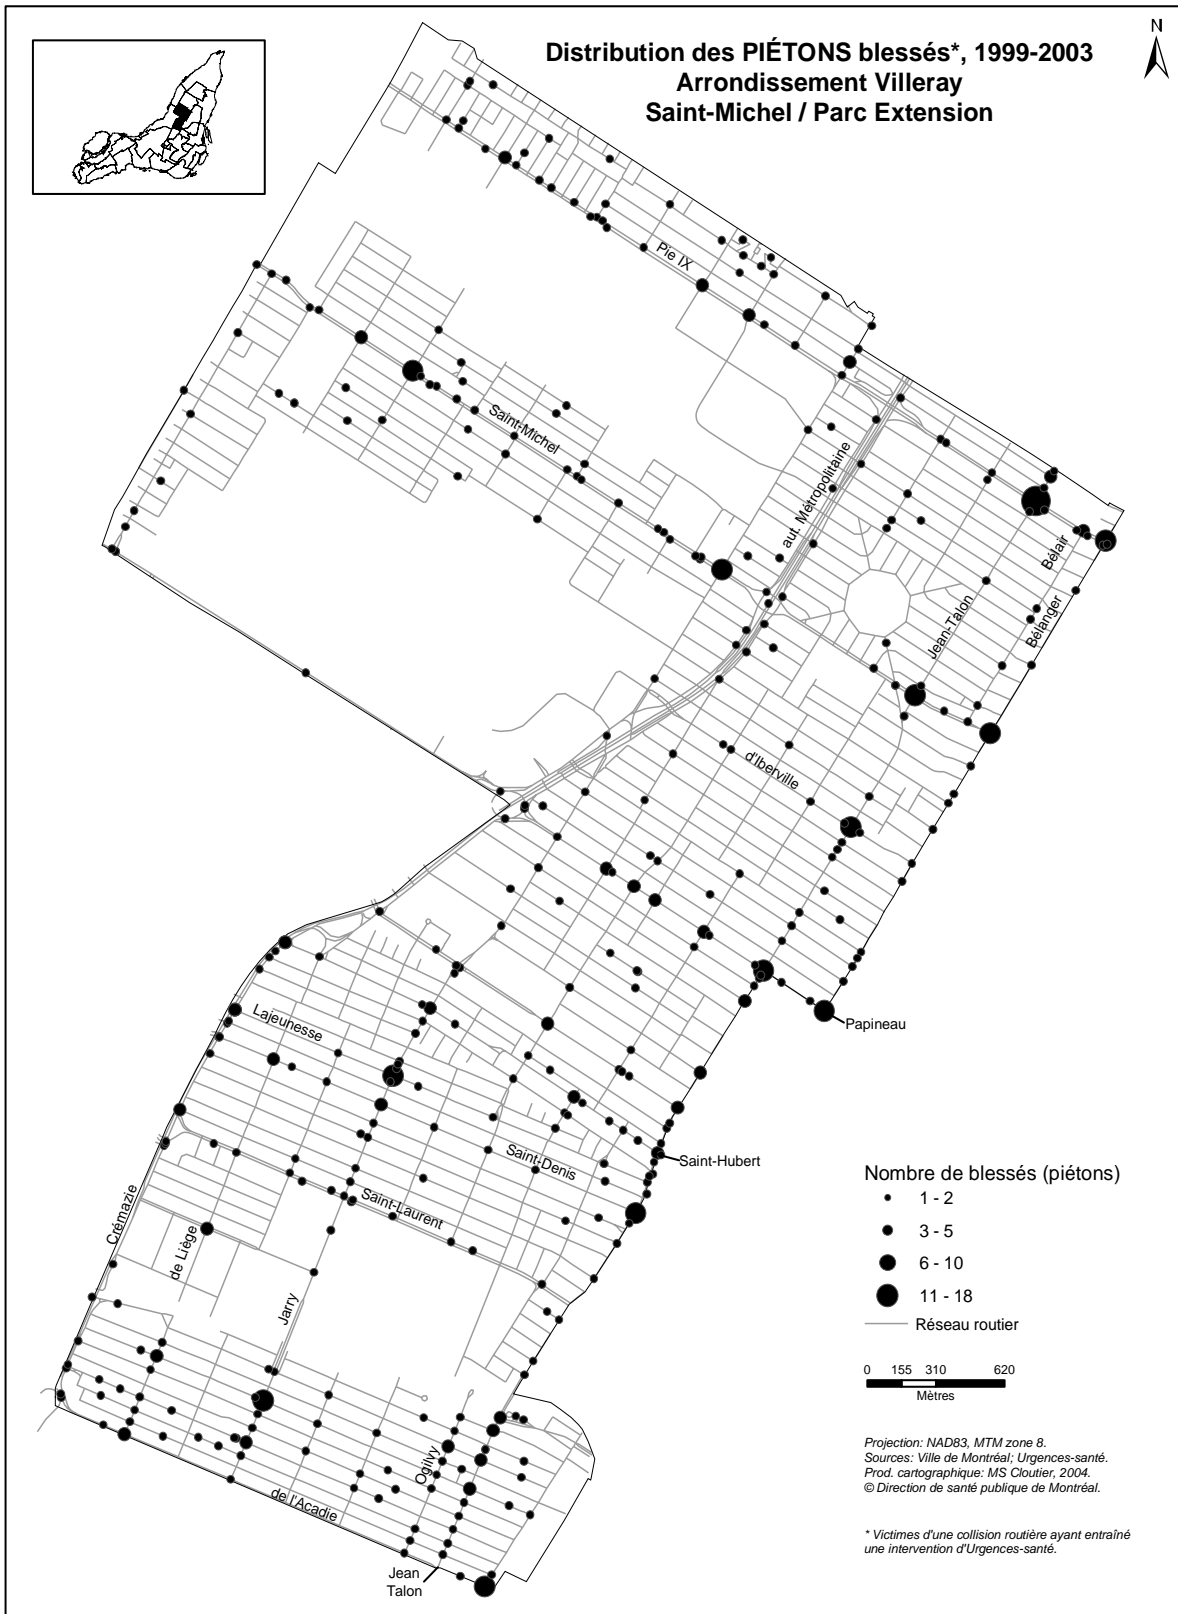 Distribution des PIÉTONS blessés*, 1999-2003
Arrondissement Villeray
Saint-Michel / Parc Extension
N
Pie IX
Saint-Michel
aut. Métropolitaine
Bélair
Jean-Talon
Bélanger
d'Iberville
Papineau
Lajeunesse
Saint-Denis
Saint-Hubert
Saint-Laurent
Crémazie
de Liège
Jarry
Ogilvy
de l'Acadie
Jean
Talon
Nombre de blessés (piétons)
1 - 2
3 - 5
6 - 10
11 - 18
Réseau routier
0 155 310 620
Mètres
Projection: NAD83, MTM zone 8.
Sources: Ville de Montréal; Urgences-santé.
Prod. cartographique: MS Cloutier, 2004.
© Direction de santé publique de Montréal.
* Victimes d'une collision routière ayant entraîné
une intervention d'Urgences-santé.